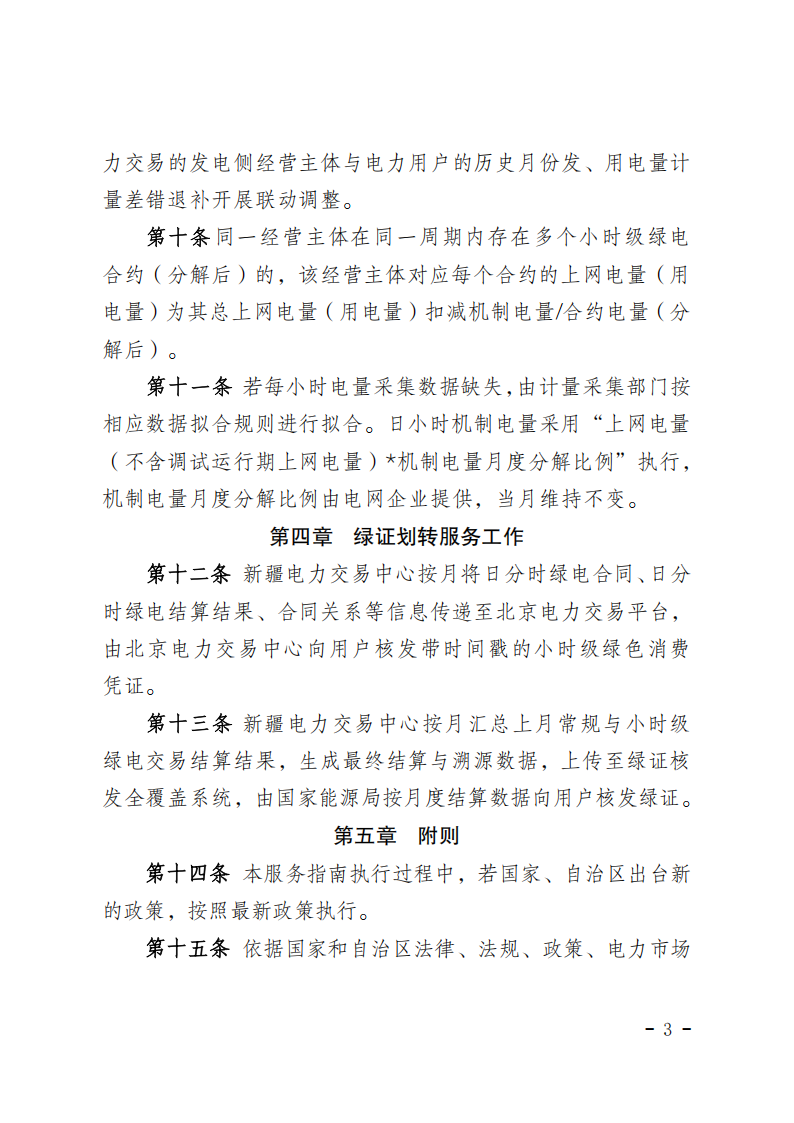 力交易的发电侧经营主体与电力用户的历史月份发、用电量计
量差错退补开展联动调整。
第十条同一经营主体在同一周期内存在多个小时级绿电
合约（分解后）的，该经营主体对应每个合约的上网电量（用
电量）为其总上网电量（用电量）扣减机制电量/合约电量（分
解后）。
第十一条 若每小时电量采集数据缺失，由计量采集部门按
相应数据拟合规则进行拟合。日小时机制电量采用“上网电量
（不含调试运行期上网电量）*机制电量月度分解比例”执行，
机制电量月度分解比例由电网企业提供，当月维持不变。
第四章 绿证划转服务工作
第十二条 新疆电力交易中心按月将日分时绿电合同、日分
时绿电结算结果、合同关系等信息传递至北京电力交易平台，
由北京电力交易中心向用户核发带时间戳的小时级绿色消费
凭证。
第十三条 新疆电力交易中心按月汇总上月常规与小时级
绿电交易结算结果，生成最终结算与溯源数据，上传至绿证核
发全覆盖系统，由国家能源局按月度结算数据向用户核发绿证。
第五章 附则
第十四条 本服务指南执行过程中，若国家、自治区出台新
的政策，按照最新政策执行。
第十五条 依据国家和自治区法律、法规、政策、电力市场
- 3 -